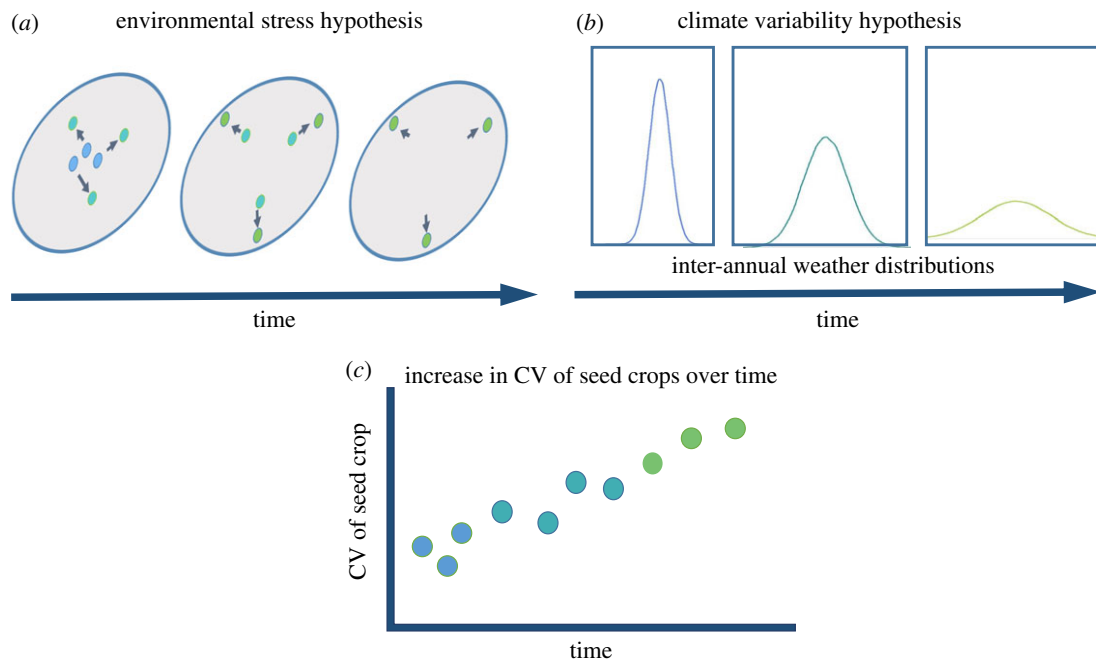 (a) environmental stress hypothesis
time
(b) climate variability hypothesis
inter-annual weather distributions
time
(c) increase in CV of seed crops over time
CV of seed crop
time